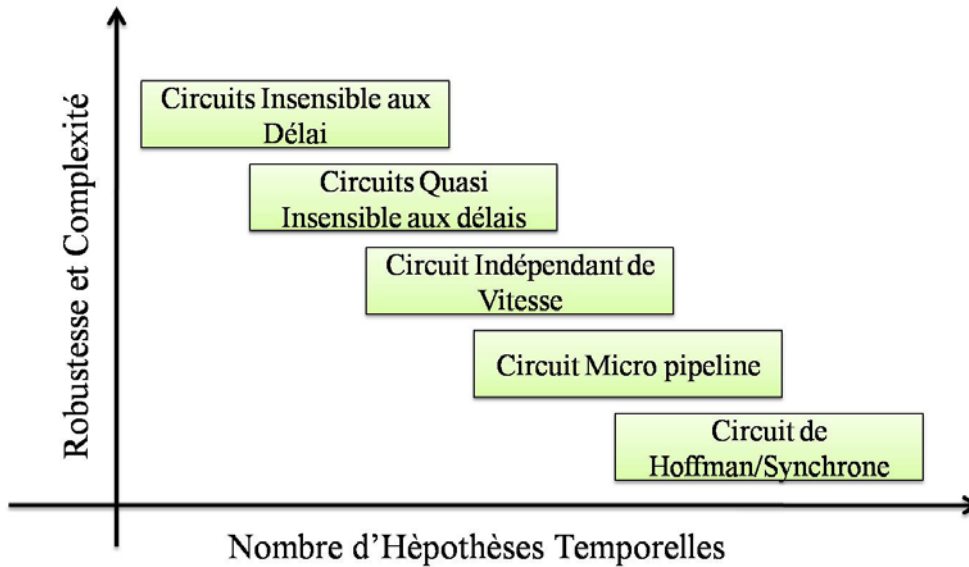 Robustesse et Complexité
Circuits Insensible aux
Délai
Circuits Quasi
Insensible aux délais
Circuit Indépendant de
Vitesse
Circuit Micro pipeline
Circuit de
Hoffman/Synchrone
Nombre d'Hèpothèses Temporelles